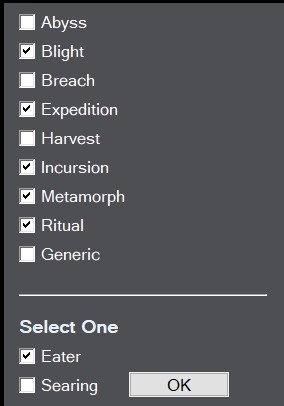 Abyss
Blight
Breach
Expedition
Harvest
Incursion
Metamorph
Ritual
Generic
Select One
Eater
Searing OK